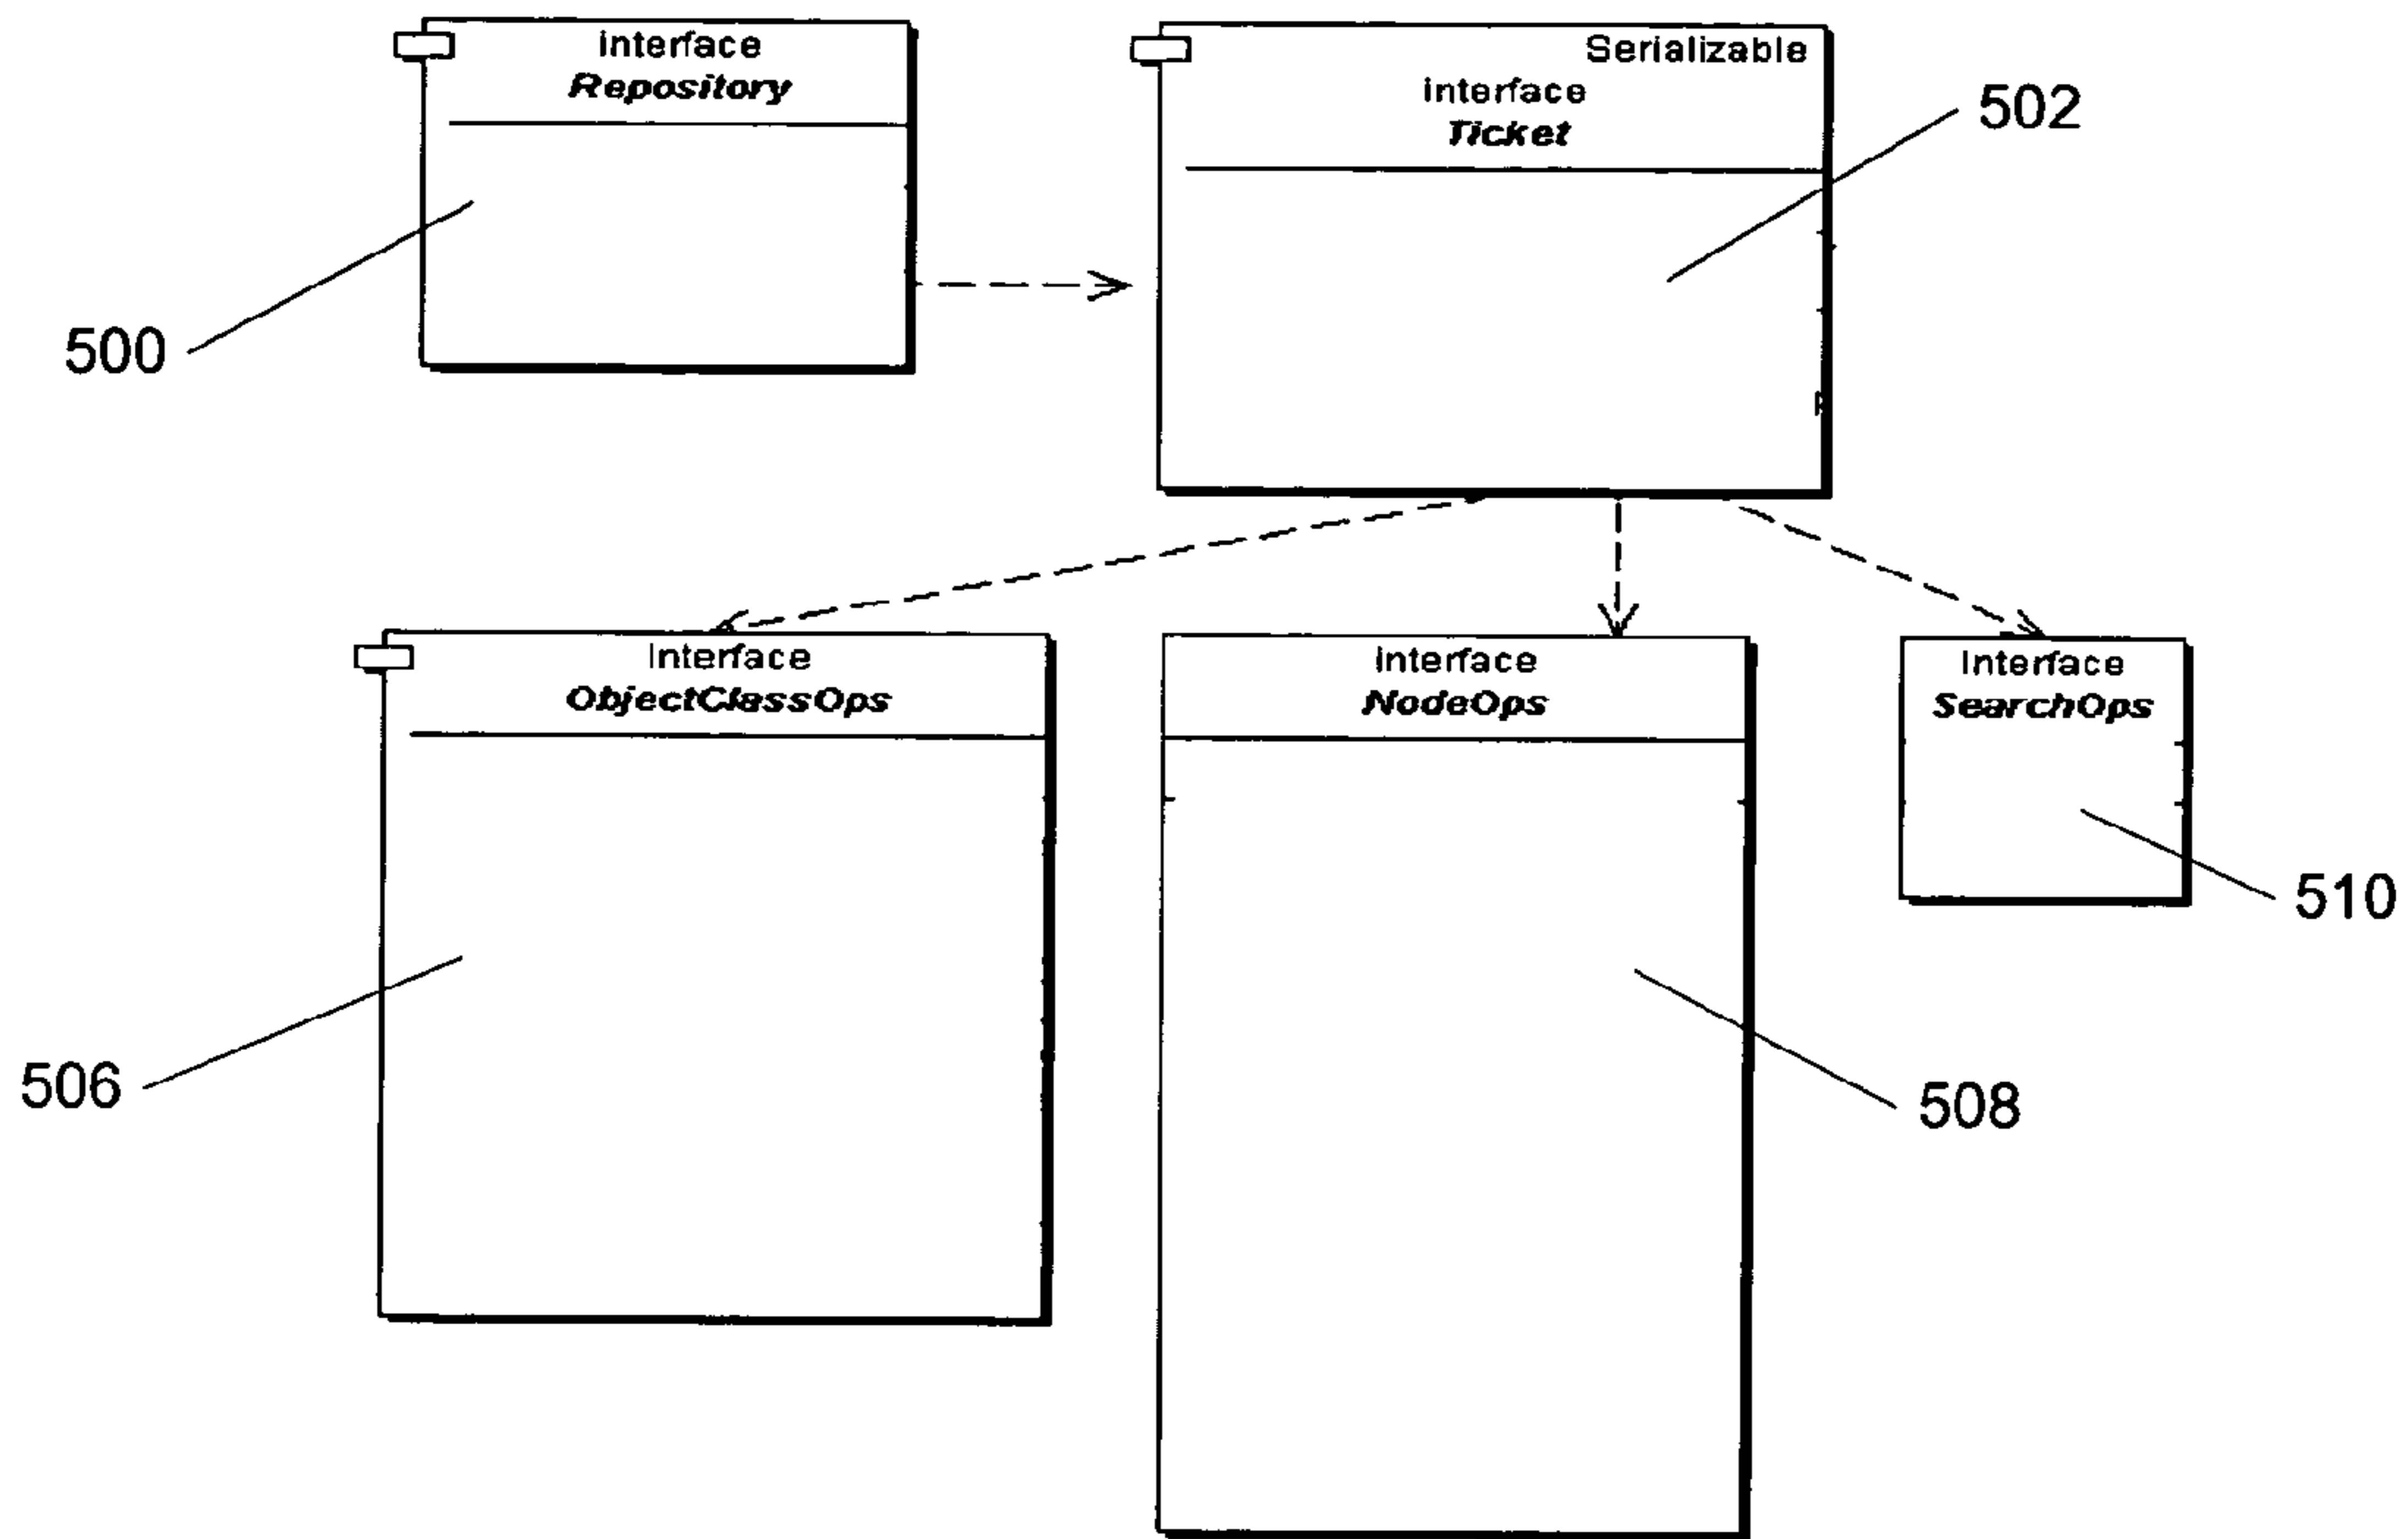 interface
Repository
Serializable
interface
Ticket
502
500
Interface
ObjectClassOps
interface
NodeOps
Interface
SearchOps
510
506
508